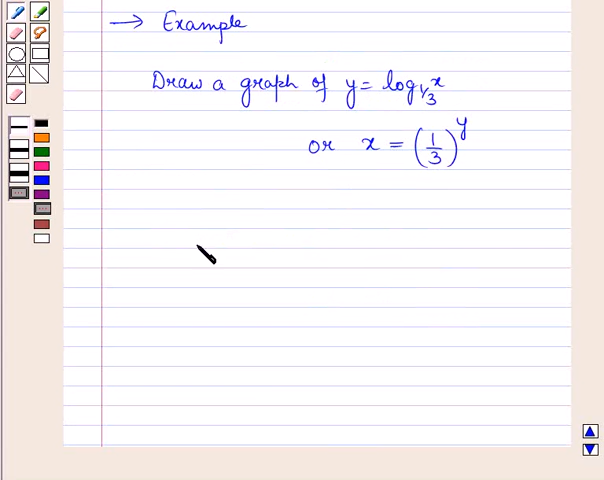 → Example
Draw a graph of y = log₁/₃ x
or x = (1/3)^y